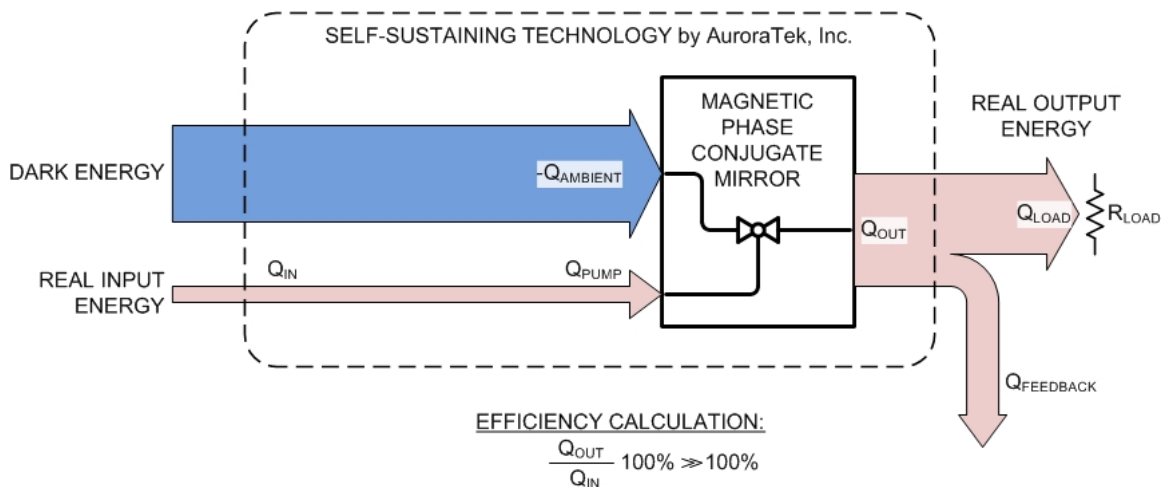 SELF-SUSTAINING TECHNOLOGY by AuroraTek, Inc.
MAGNETIC
PHASE
CONJUGATE
MIRROR
REAL OUTPUT
ENERGY
DARK ENERGY
-QAMBIENT
QLOAD
RLOAD
QOUT
REAL INPUT
ENERGY
QIN
QPUMP
QFEEDBACK
EFFICIENCY CALCULATION:
QOUT
QIN
100% ≫ 100%